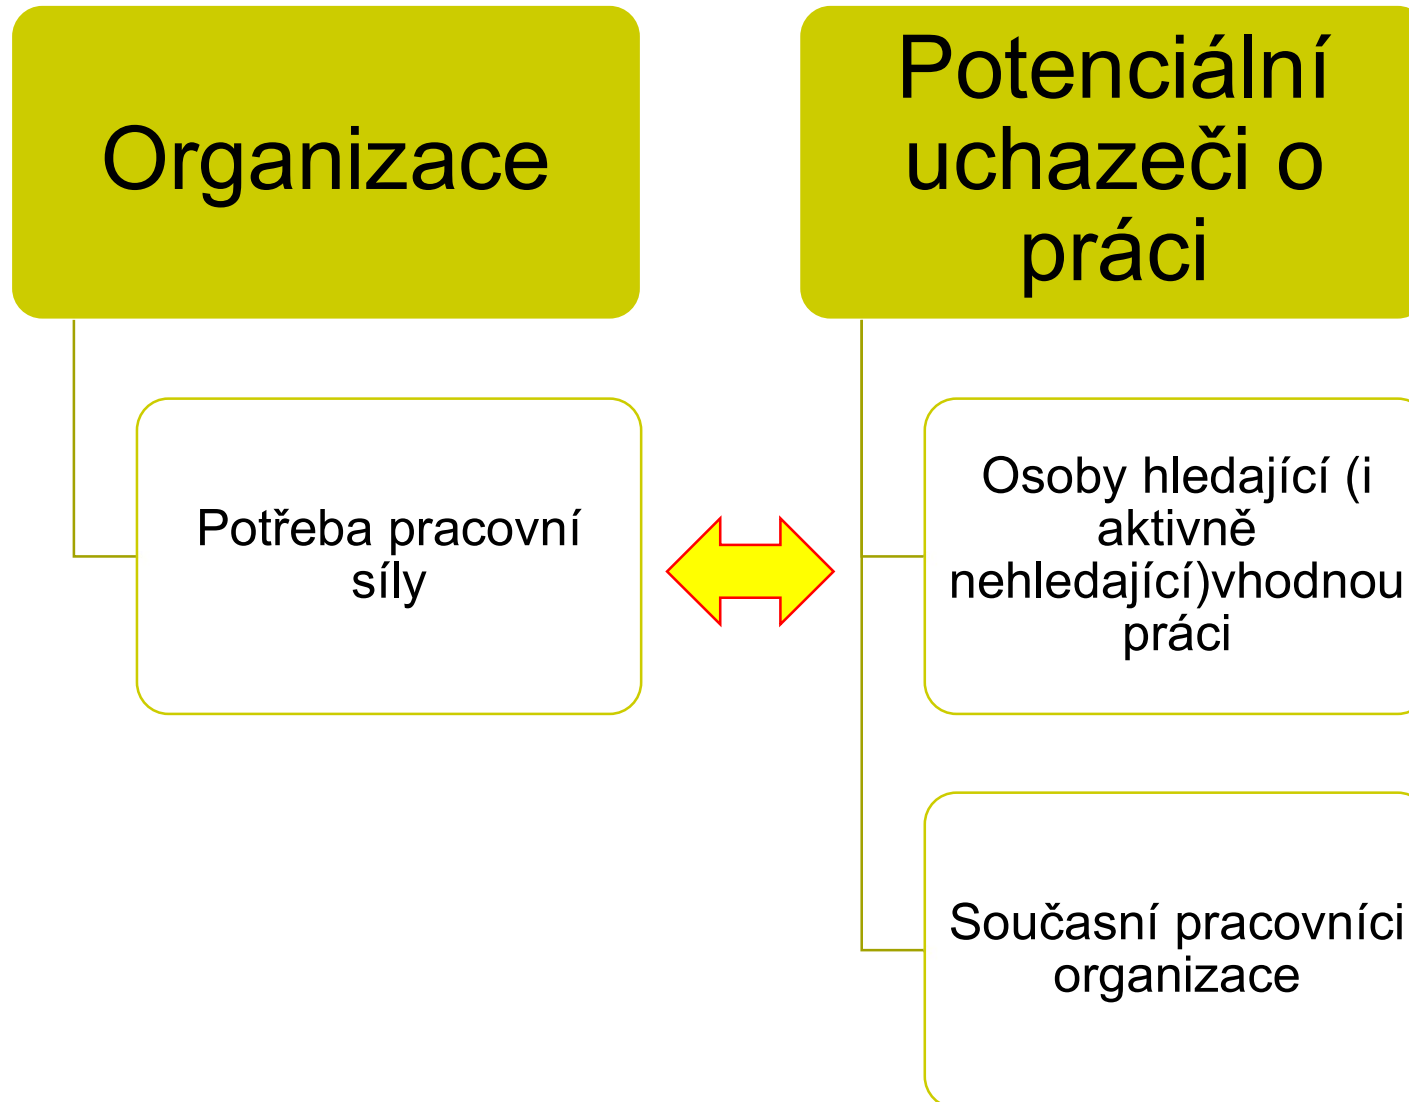 Organizace
Potřeba pracovní
síly
Potenciální
uchazeči o
práci
Osoby hledající (i
aktivně
nehledající)vhodnou
práci
Současní pracovníci
organizace